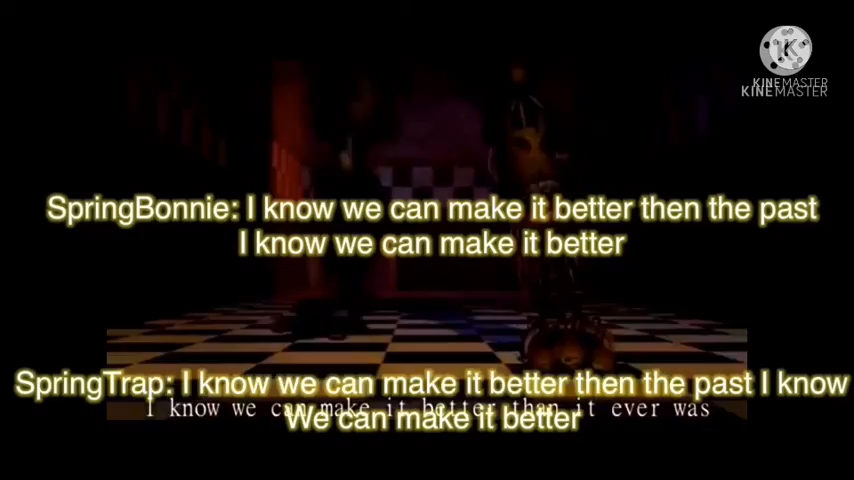 K
KINEMASTER
KINEMASTER
SpringBonnie: I know we can make it better then the past
I know we can make it better
SpringTrap: I know we can make it better then the past I know
I know we can make it better than it ever was
We can make it better